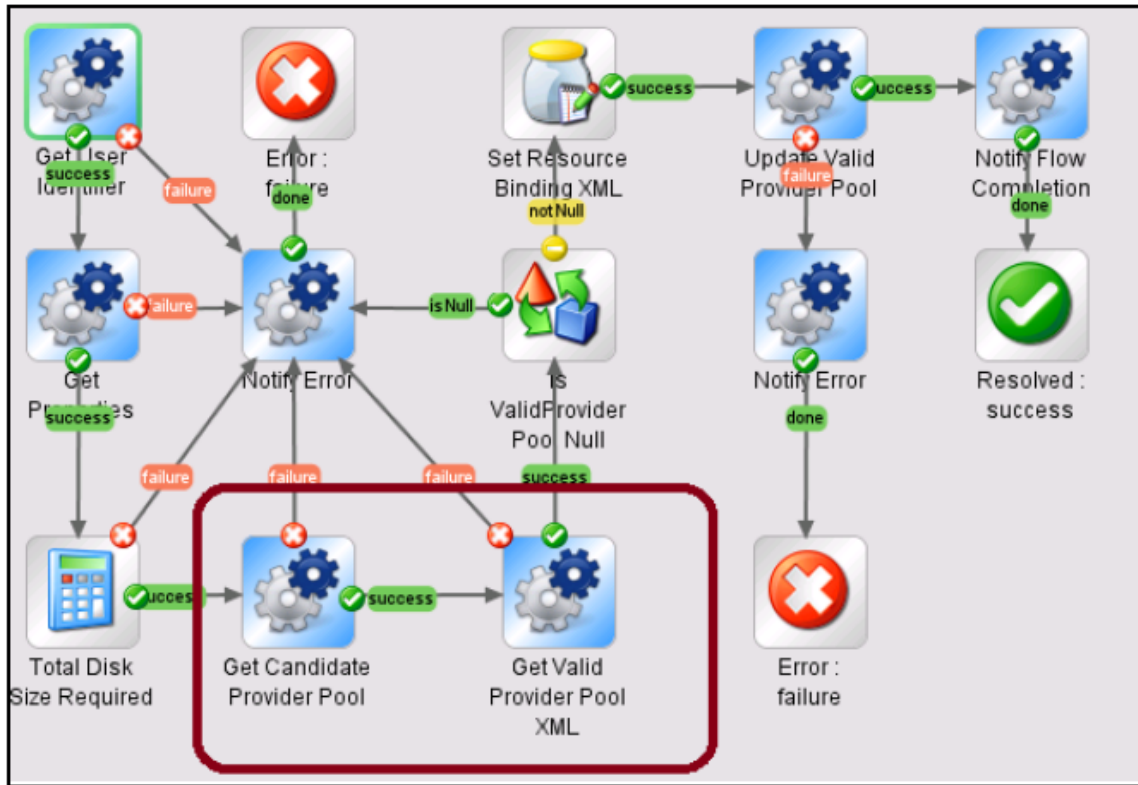 Get User
Identifier
success
failure
Error :
failure
done
Set Resource
Binding XML
success
notNull
Update Valid
Provider Pool
success
failure
Notify Flow
Completion
done
Get
Properties
failure
success
Notify Error
isNull
Is
ValidProvider
Pool Null
success
Notify Error
done
Resolved :
success
failure
failure
failure
Total Disk
Size Required
success
Get Candidate
Provider Pool
success
Get Valid
Provider Pool
XML
Error :
failure